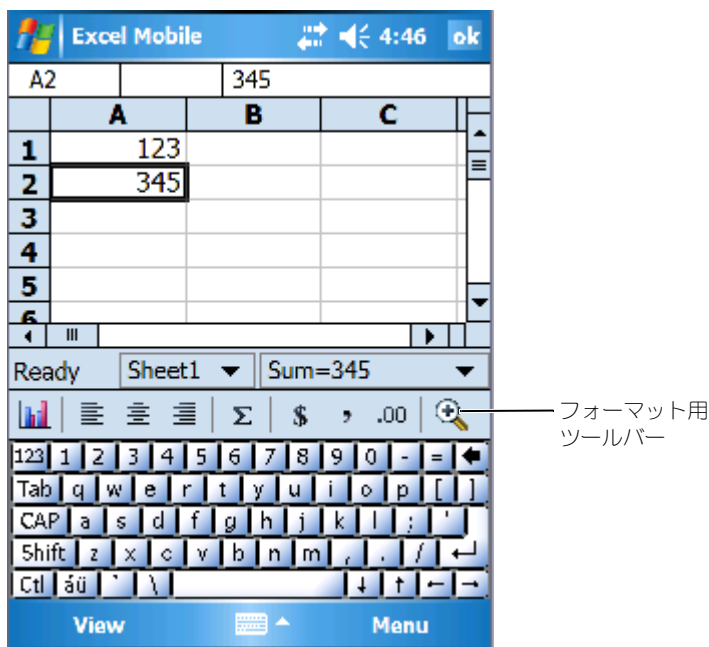 Excel Mobile 4:46 ok
A2 345
A B C
1 123
2 345
3
4
5
6
Ready Sheet1 Sum=345
Σ $ , .00
フォーマット用
ツールバー
123 1 2 3 4 5 6 7 8 9 0 - =
Tab q w e r t y u i o p [ ]
CAP a s d f g h j k l ; '
Shift z x c v b n m , . /
Ctl áü ` \
View Menu